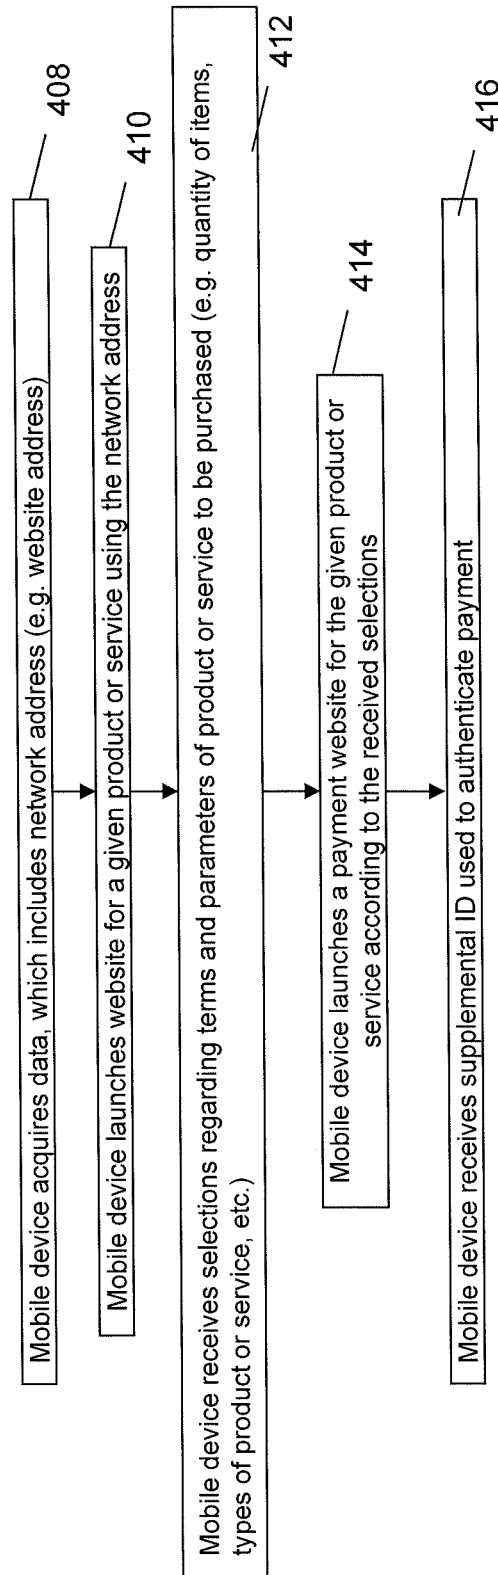 Mobile device acquires data, which includes network address (e.g. website address)
408
Mobile device launches website for a given product or service using the network address
410
Mobile device receives selections regarding terms and parameters of product or service to be purchased (e.g. quantity of items,
types of product or service, etc.)
412
Mobile device launches a payment website for the given product or
service according to the received selections
414
Mobile device receives supplemental ID used to authenticate payment
416